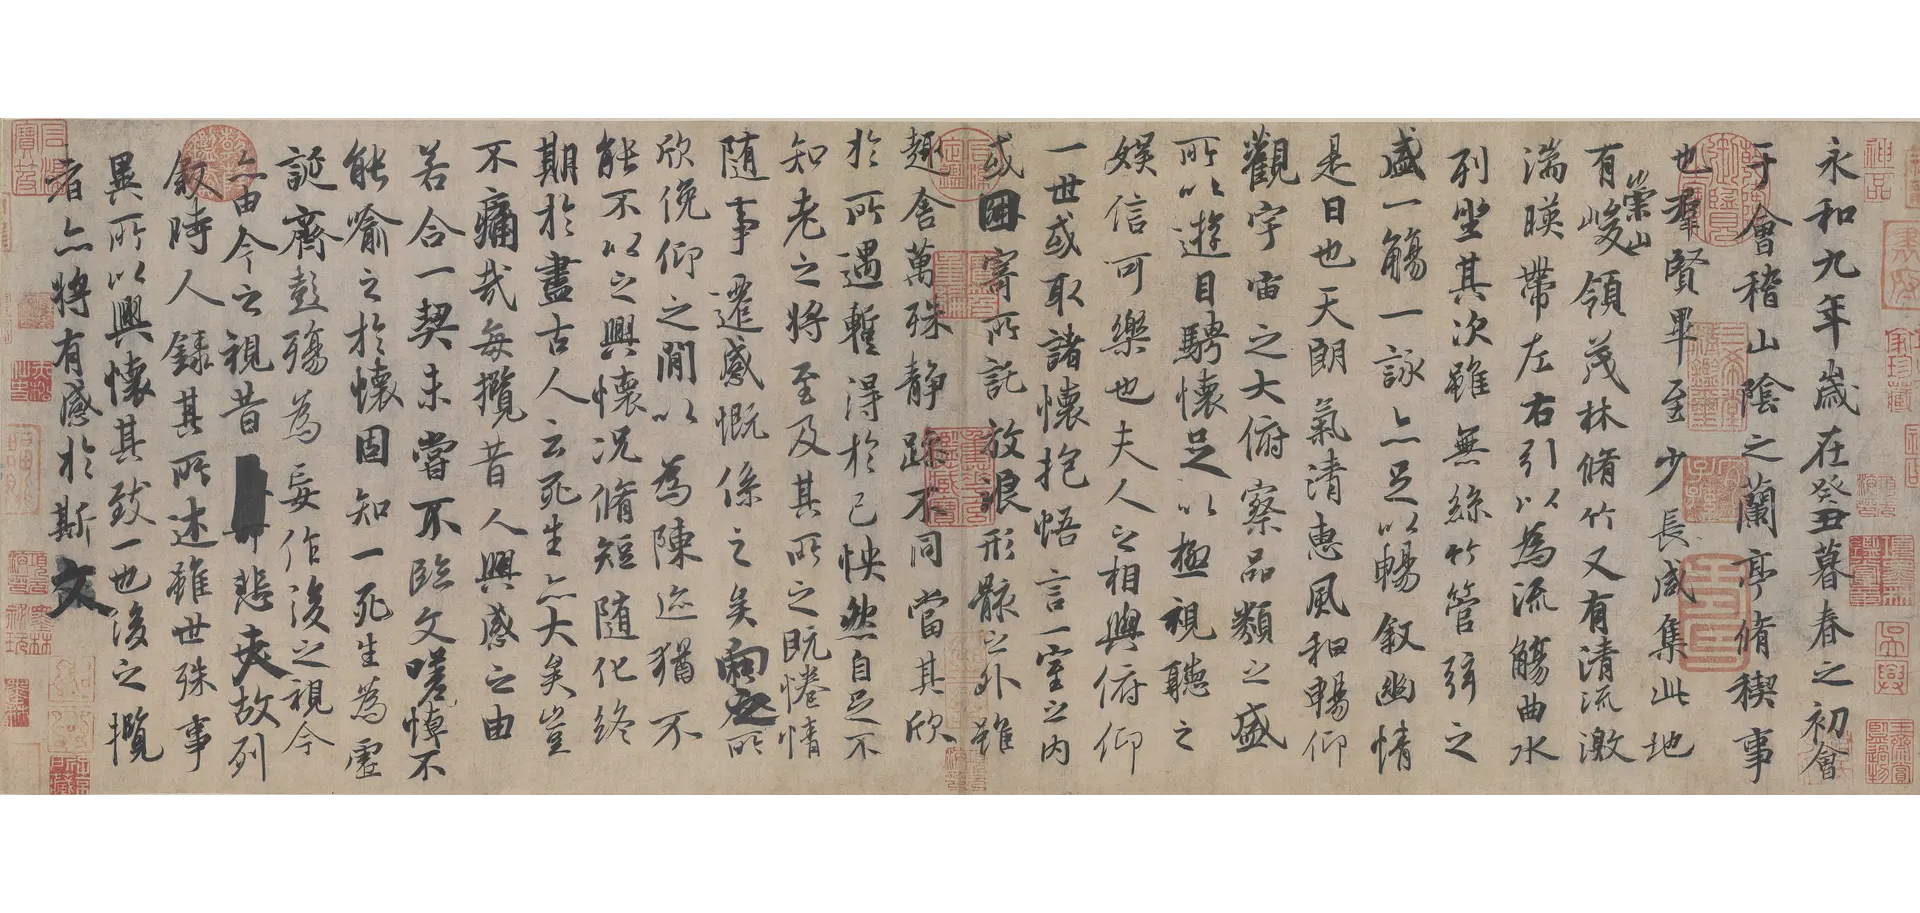 永和九年歲在癸丑暮春之初會
于會稽山陰之蘭亭脩稧事
也羣賢畢至少長咸集此地
有崇山峻領茂林脩竹又有清流激
湍暎帶左右引以為流觴曲水
列坐其次雖無絲竹管弦之
盛一觴一詠亦足以暢叙幽情
是日也天朗氣清惠風和暢仰
觀宇宙之大俯察品類之盛
所以遊目騁懷足以極視聽之
娛信可樂也夫人之相與俯仰
一世或取諸懷抱悟言一室之內
或因寄所託放浪形骸之外雖
趣舍萬殊静躁不同當其欣
於所遇暫得於己怏然自足不
知老之將至及其所之既惓情
隨事遷感慨係之矣向之所
欣俛仰之閒以為陳迹猶不
能不以之興懷況脩短隨化終
期於盡古人云死生亦大矣豈
不痛哉每攬昔人興感之由
若合一契未嘗不臨文嗟悼不
能喻之於懷固知一死生為虛
誕齊彭殤為妄作後之視今
亦由今之視昔悲夫故列
叙時人錄其所述雖世殊事
異所以興懷其致一也後之攬
者亦將有感於斯文
神品